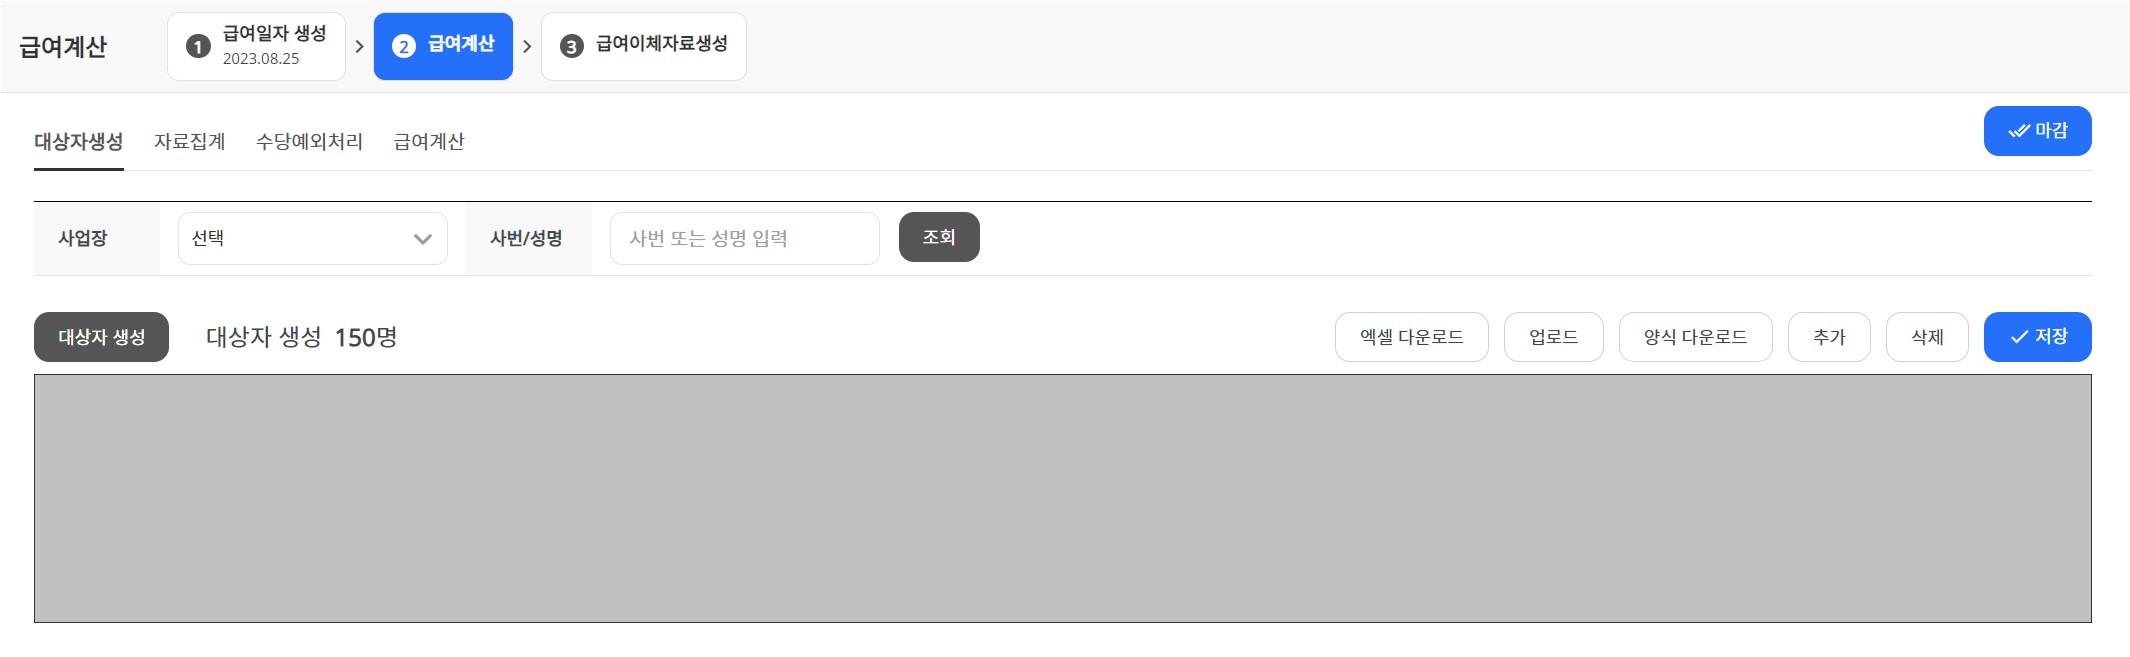 급여계산
1 급여일자 생성
2023.08.25
2 급여계산
3 급여이체자료생성
대상자생성 자료집계 수당예외처리 급여계산
마감
사업장 선택 사번/성명 사번 또는 성명 입력 조회
대상자 생성 대상자 생성 150명 엑셀 다운로드 업로드 양식 다운로드 추가 삭제 저장